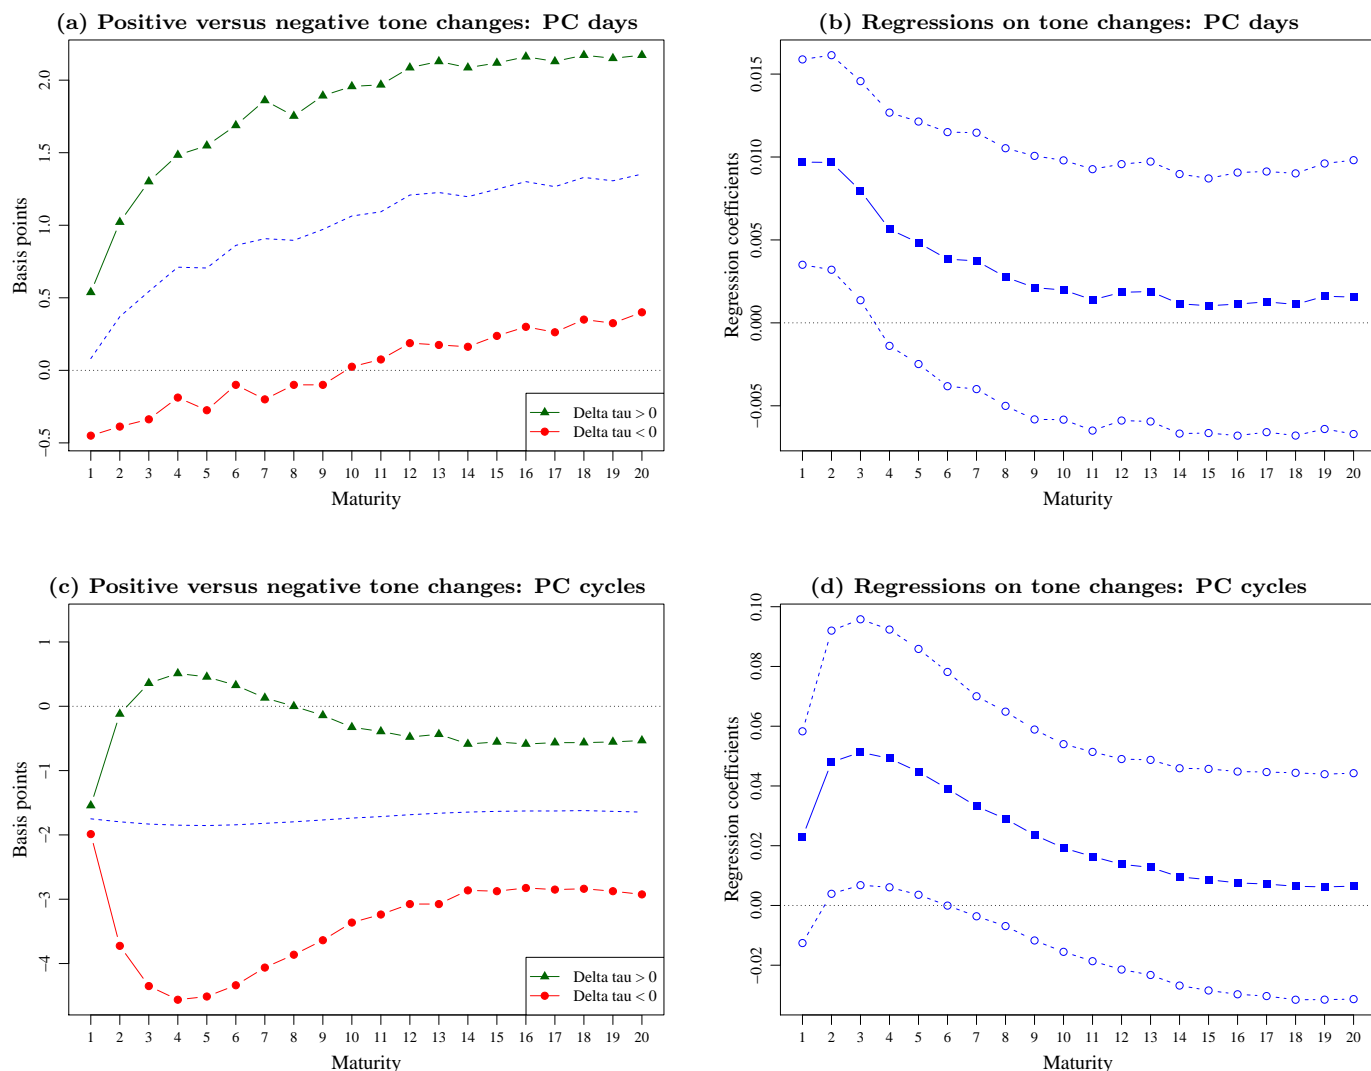 (a) Positive versus negative tone changes: PC days
Basis points
2.0
1.5
1.0
0.5
0.0
−0.5
Delta tau > 0
Delta tau < 0
1 2 3 4 5 6 7 8 9 10 11 12 13 14 15 16 17 18 19 20
Maturity
(b) Regressions on tone changes: PC days
Regression coefficients
0.015
0.010
0.005
0.000
−0.005
1 2 3 4 5 6 7 8 9 10 11 12 13 14 15 16 17 18 19 20
Maturity
(c) Positive versus negative tone changes: PC cycles
Basis points
1
0
−1
−2
−3
−4
Delta tau > 0
Delta tau < 0
1 2 3 4 5 6 7 8 9 10 11 12 13 14 15 16 17 18 19 20
Maturity
(d) Regressions on tone changes: PC cycles
Regression coefficients
0.10
0.08
0.06
0.04
0.02
0.00
−0.02
1 2 3 4 5 6 7 8 9 10 11 12 13 14 15 16 17 18 19 20
Maturity